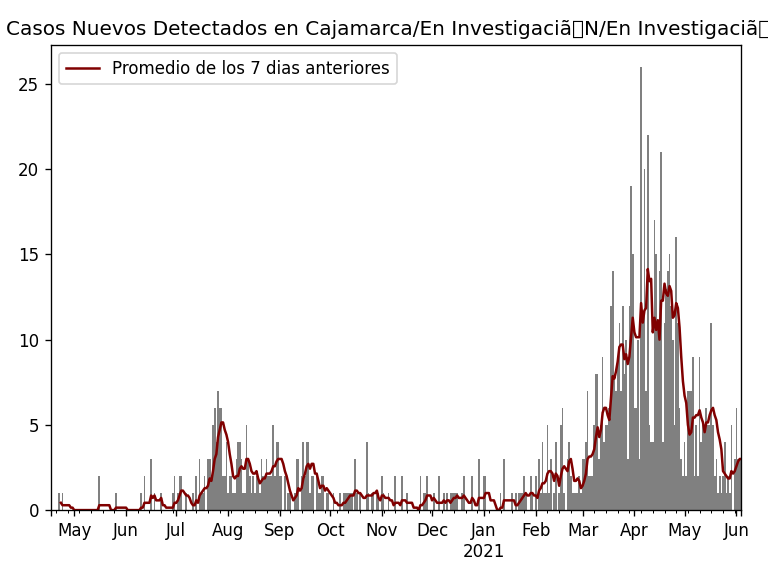 Casos Nuevos Detectados en Cajamarca/En Investigaciã□N/En Investigaciã□
Promedio de los 7 dias anteriores
25
20
15
10
5
0
May Jun Jul Aug Sep Oct Nov Dec Jan Feb Mar Apr May Jun
2021